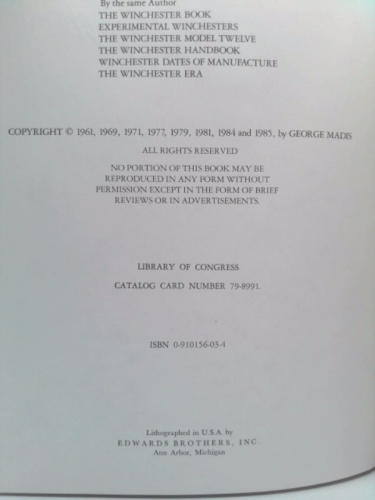 By the same Author
THE WINCHESTER BOOK
EXPERIMENTAL WINCHESTERS
THE WINCHESTER MODEL TWELVE
THE WINCHESTER HANDBOOK
WINCHESTER DATES OF MANUFACTURE
THE WINCHESTER ERA
COPYRIGHT © 1961, 1969, 1971, 1977, 1979, 1981, 1984 and 1985, by GEORGE MADIS
ALL RIGHTS RESERVED
NO PORTION OF THIS BOOK MAY BE
REPRODUCED IN ANY FORM WITHOUT
PERMISSION EXCEPT IN THE FORM OF BRIEF
REVIEWS OR IN ADVERTISEMENTS.
LIBRARY OF CONGRESS
CATALOG CARD NUMBER 79-8991.
ISBN 0-910156-03-4
Lithographed in U.S.A. by
EDWARDS BROTHERS, INC.
Ann Arbor, Michigan